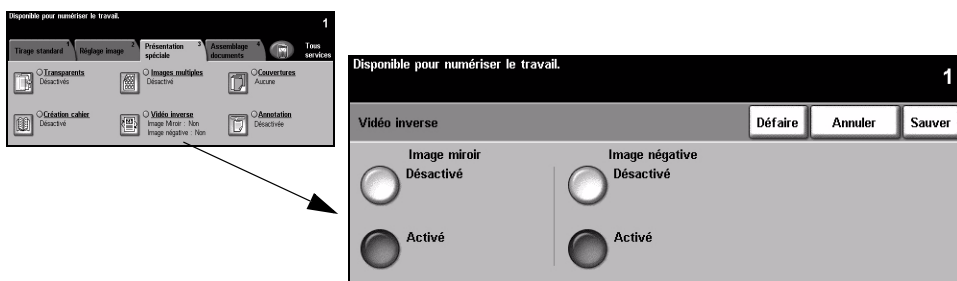 Disponible pour numériser le travail.
1
Tirage standard 1
Réglage image 2
Présentation spéciale 3
Assemblage documents 4
Tous services
Transparents
Désactivés
Images multiples
Désactivé
Couvertures
Aucune
Création cahier
Désactivé
Vidéo inverse
Image Miroir : Non
Image négative : Non
Annotation
Désactivée
Disponible pour numériser le travail.
1
Vidéo inverse
Défaire
Annuler
Sauver
Image miroir
Image négative
Désactivé
Désactivé
Activé
Activé